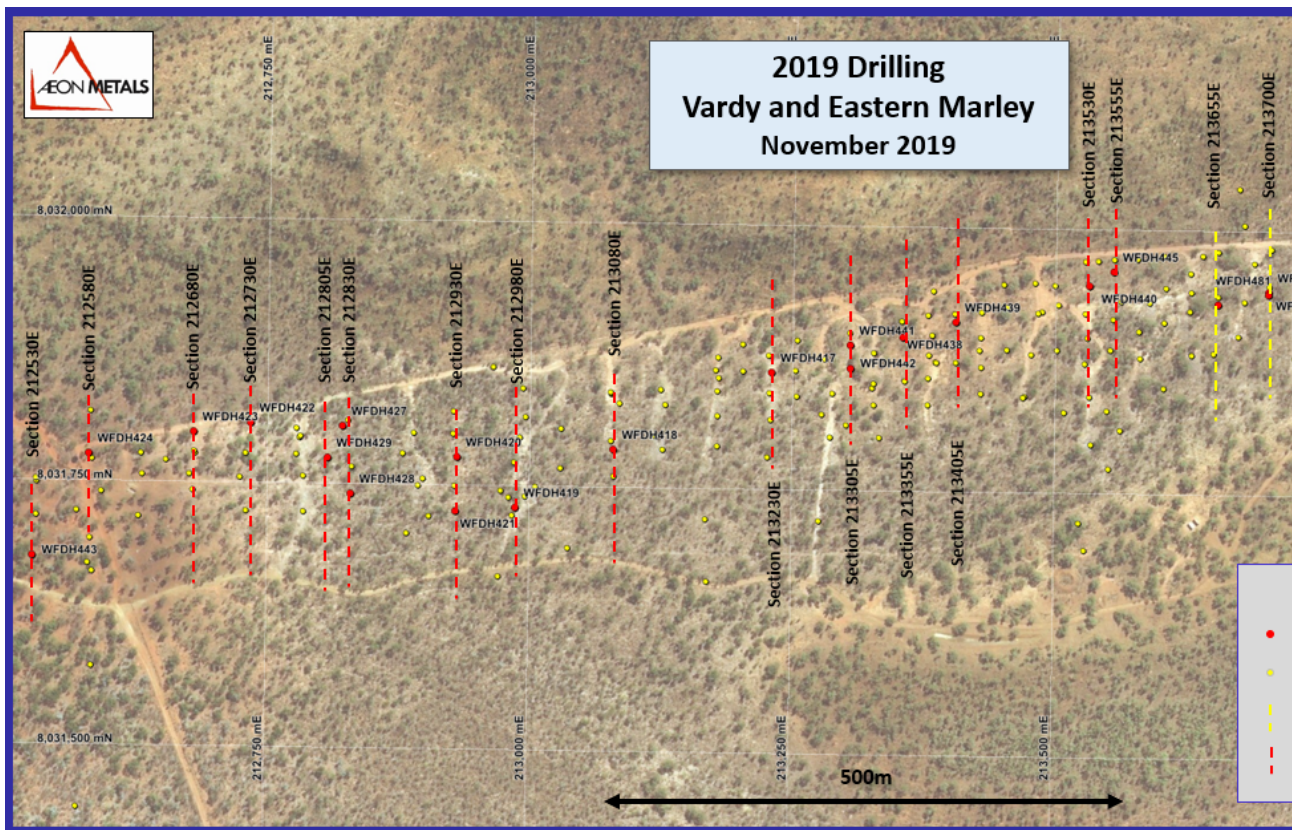 ÆON METALS
2019 Drilling
Vardy and Eastern Marley
November 2019
212,750 mE
213,000 mE
8,032,000 mN
8,031,750 mN
8,031,500 mN
212,750 mE
213,000 mE
213,250 mE
213,500 mE
Section 212530E
Section 212580E
Section 212680E
Section 212730E
Section 212805E
Section 212830E
Section 212930E
Section 212980E
Section 213080E
Section 213230E
Section 213305E
Section 213355E
Section 213405E
Section 213530E
Section 213555E
Section 213655E
Section 213700E
WFDH443
WFDH424
WFDH423
WFDH422
WFDH427
WFDH429
WFDH428
WFDH420
WFDH421
WFDH419
WFDH418
WFDH417
WFDH441
WFDH442
WFDH438
WFDH439
WFDH440
WFDH445
WFDH481
500m